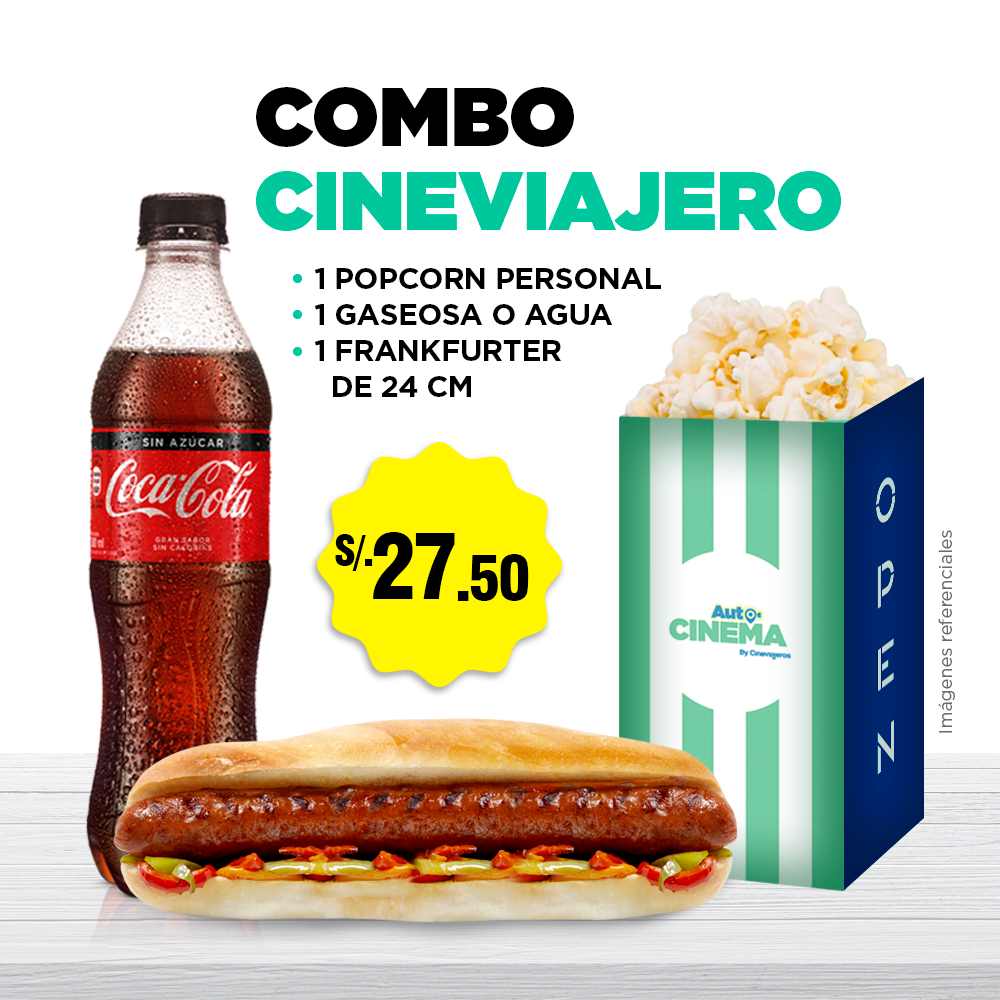 COMBO
CINEVIAJERO
• 1 POPCORN PERSONAL
• 1 GASEOSA O AGUA
• 1 FRANKFURTER
DE 24 CM
SIN AZÚCAR
Coca-Cola
GRAN SABOR
SIN CALORÍAS
S/.27.50
Auto
CINEMA
By Cineviajeros
OPEN
Imágenes referenciales